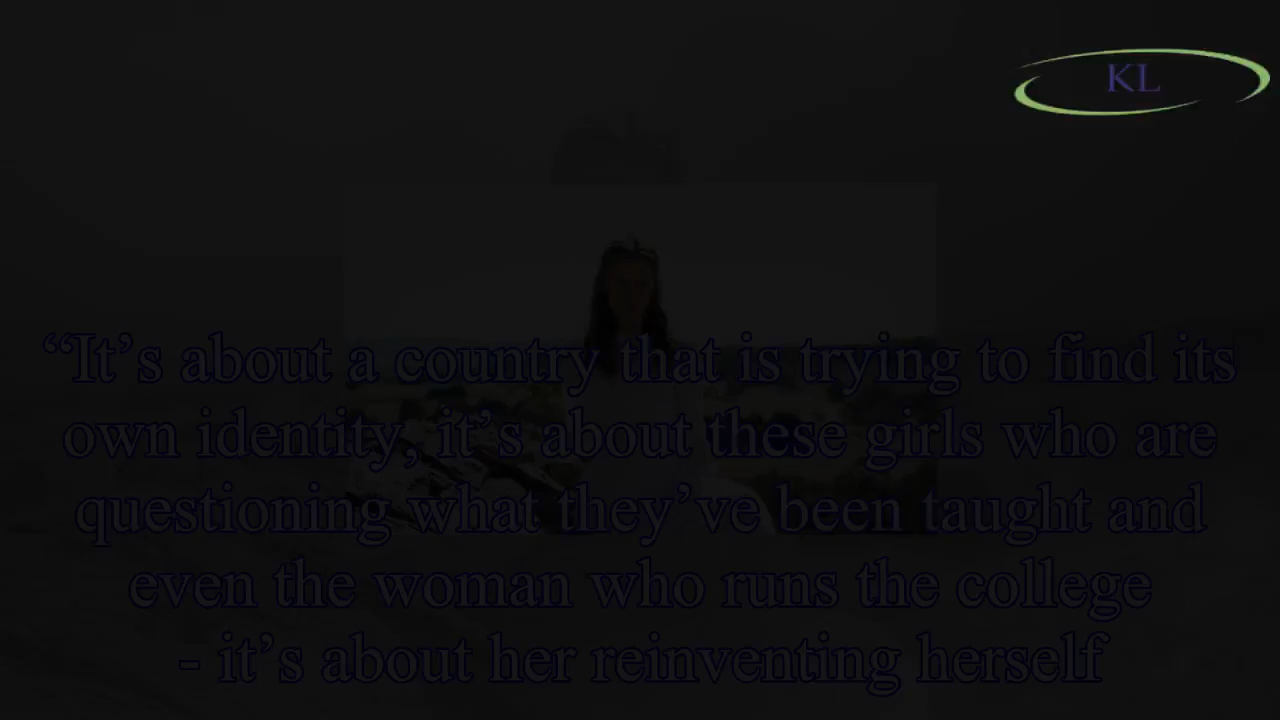 KL
“It’s about a country that is trying to find its
own identity, it’s about these girls who are
questioning what they’ve been taught and
even the woman who runs the college
- it’s about her reinventing herself